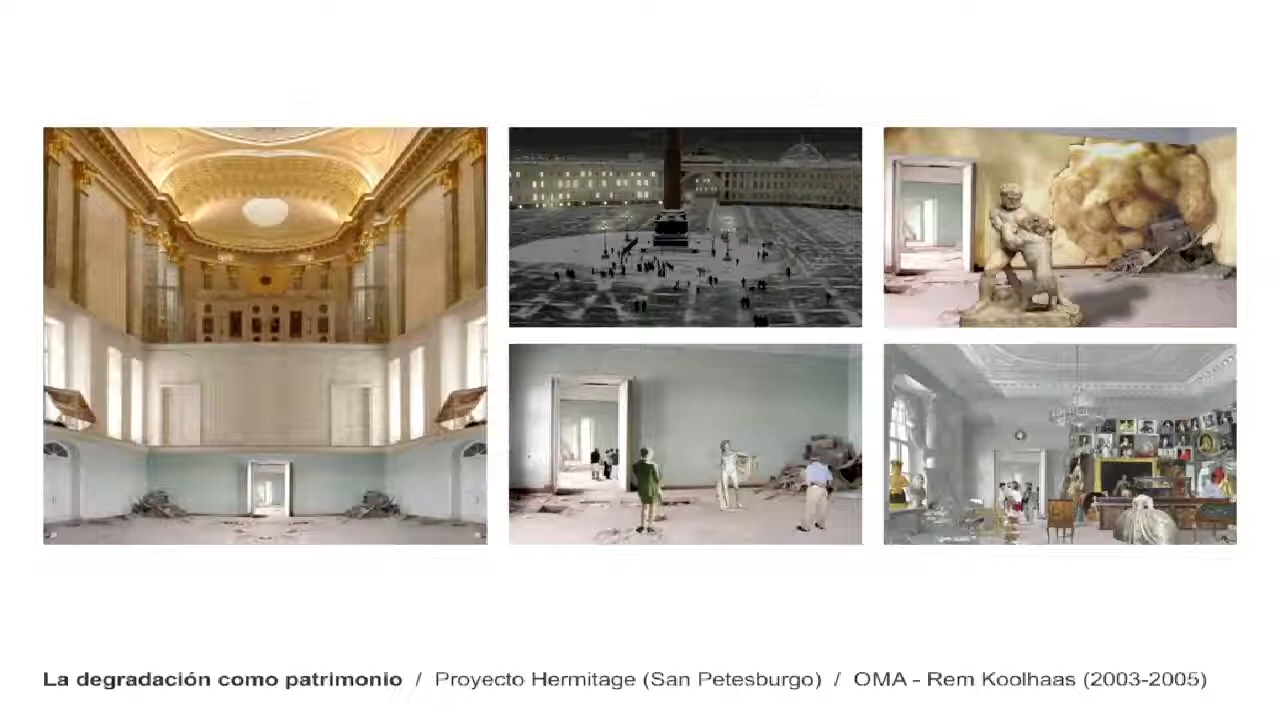 La degradación como patrimonio / Proyecto Hermitage (San Petesburgo) / OMA - Rem Koolhaas (2003-2005)